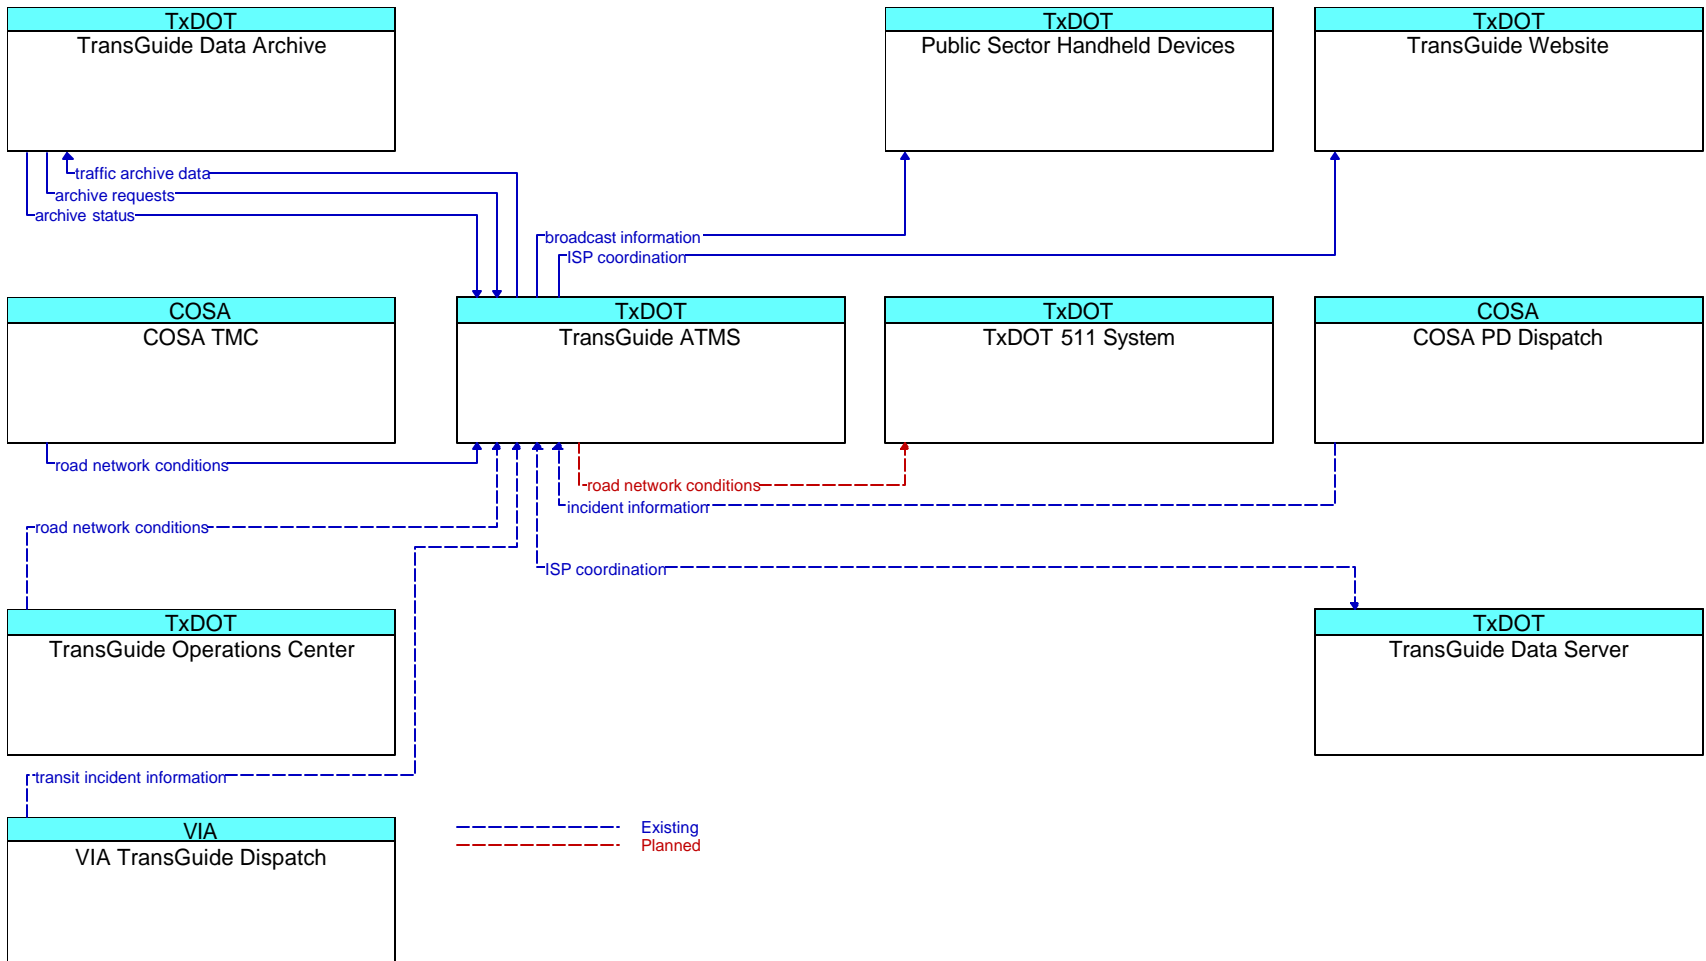 TxDOT
TransGuide Data Archive
TxDOT
Public Sector Handheld Devices
TxDOT
TransGuide Website
traffic archive data
archive requests
archive status
broadcast information
ISP coordination
COSA
COSA TMC
TxDOT
TransGuide ATMS
TxDOT
TxDOT 511 System
COSA
COSA PD Dispatch
road network conditions
road network conditions
incident information
road network conditions
ISP coordination
TxDOT
TransGuide Operations Center
TxDOT
TransGuide Data Server
transit incident information
VIA
VIA TransGuide Dispatch
Existing
Planned